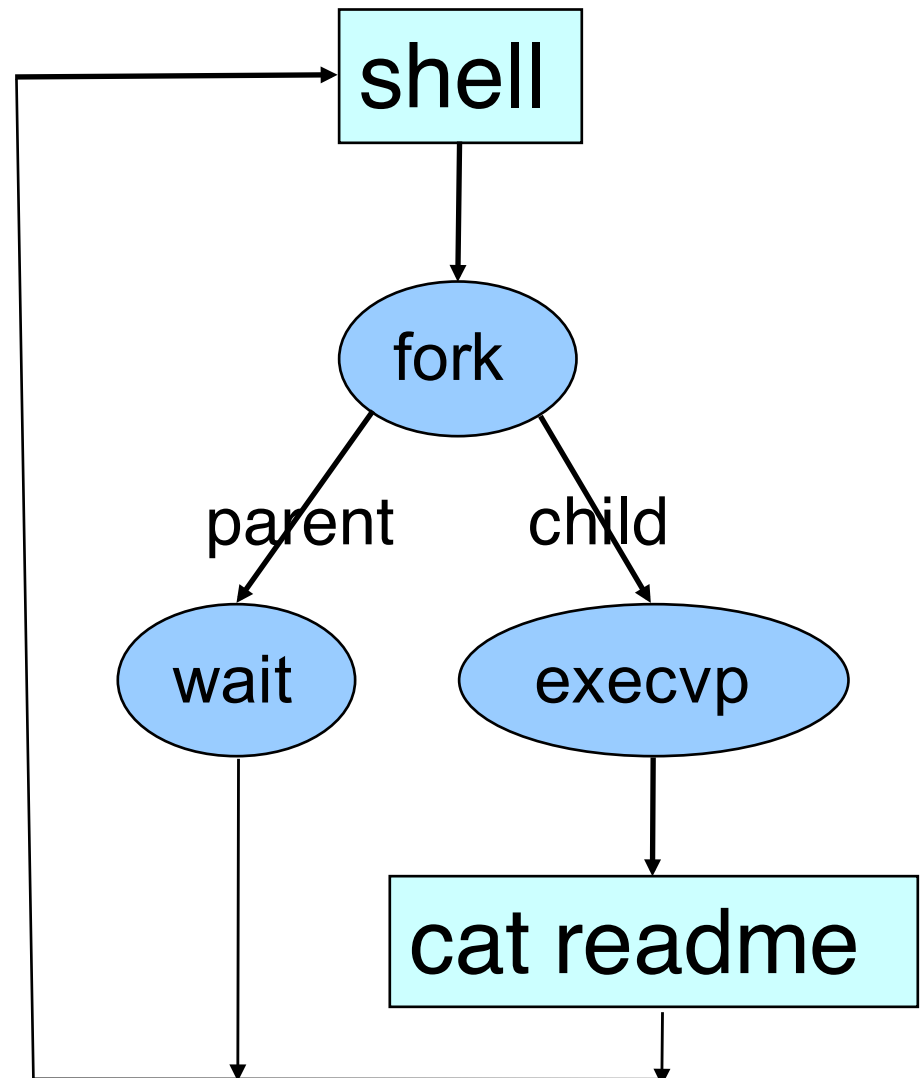 shell
fork
parent
child
wait
execvp
cat readme